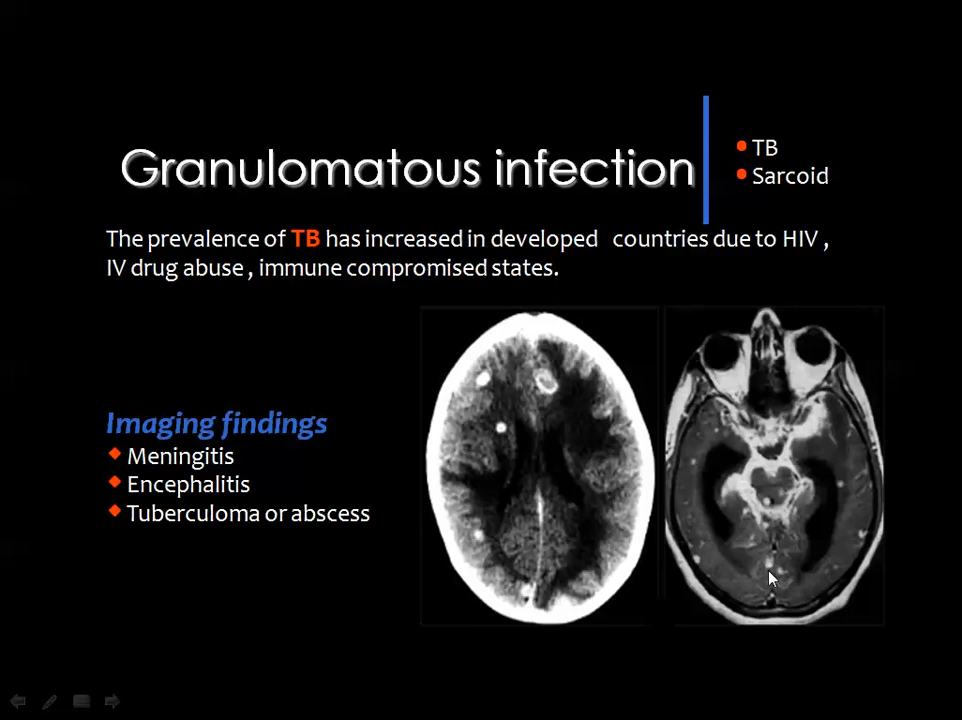 Granulomatous infection
TB
Sarcoid
The prevalence of TB has increased in developed countries due to HIV ,
IV drug abuse , immune compromised states.
Imaging findings
Meningitis
Encephalitis
Tuberculoma or abscess